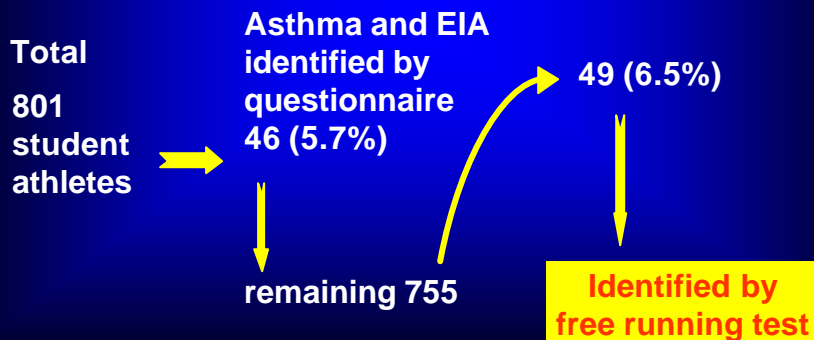 Total
801
student
athletes
Asthma and EIA
identified by
questionnaire
46 (5.7%)
remaining 755
49 (6.5%)
Identified by
free running test